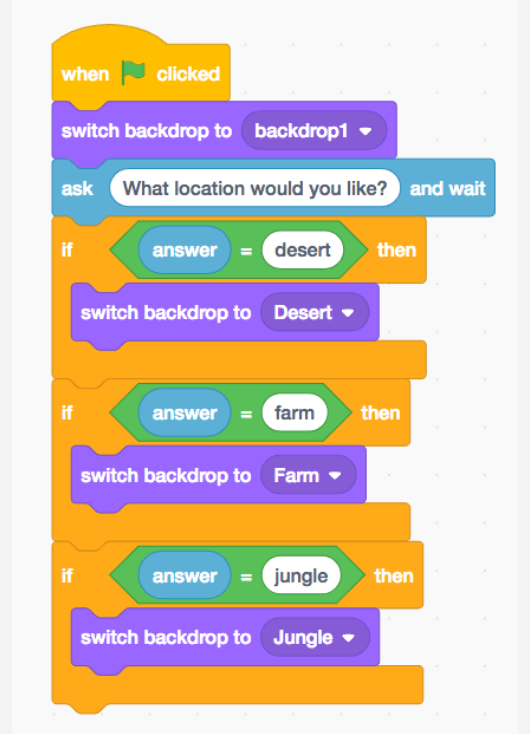 when clicked
switch backdrop to backdrop1
ask What location would you like? and wait
if answer = desert then
switch backdrop to Desert
if answer = farm then
switch backdrop to Farm
if answer = jungle then
switch backdrop to Jungle